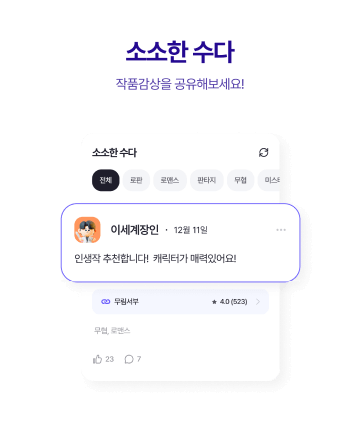 소소한 수다
작품감상을 공유해보세요!
소소한 수다
전체 로판 로맨스 판타지 무협 미스터
이세계장인 · 12월 11일
인생작 추천합니다! 캐릭터가 매력있어요!
무림서부 ★ 4.0 (523)
무협, 로맨스
23 7